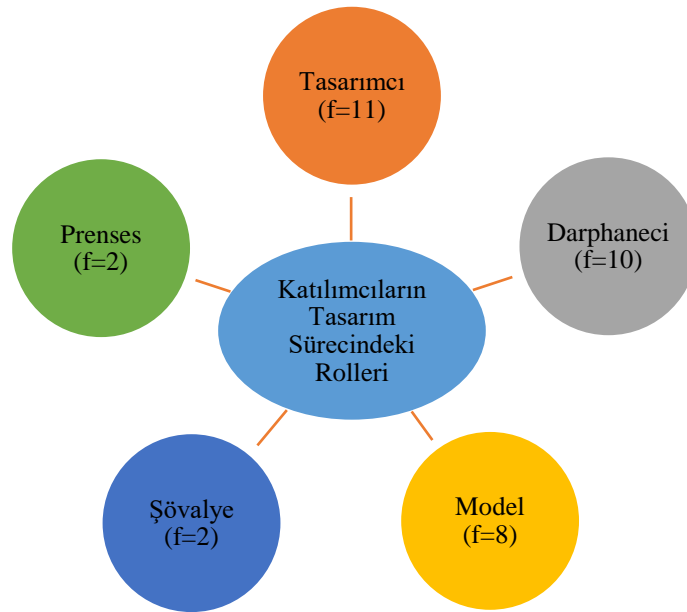 Tasarımcı
(f=11)
Prenses
(f=2)
Darphaneci
(f=10)
Katılımcıların
Tasarım
Sürecindeki
Rolleri
Şövalye
(f=2)
Model
(f=8)